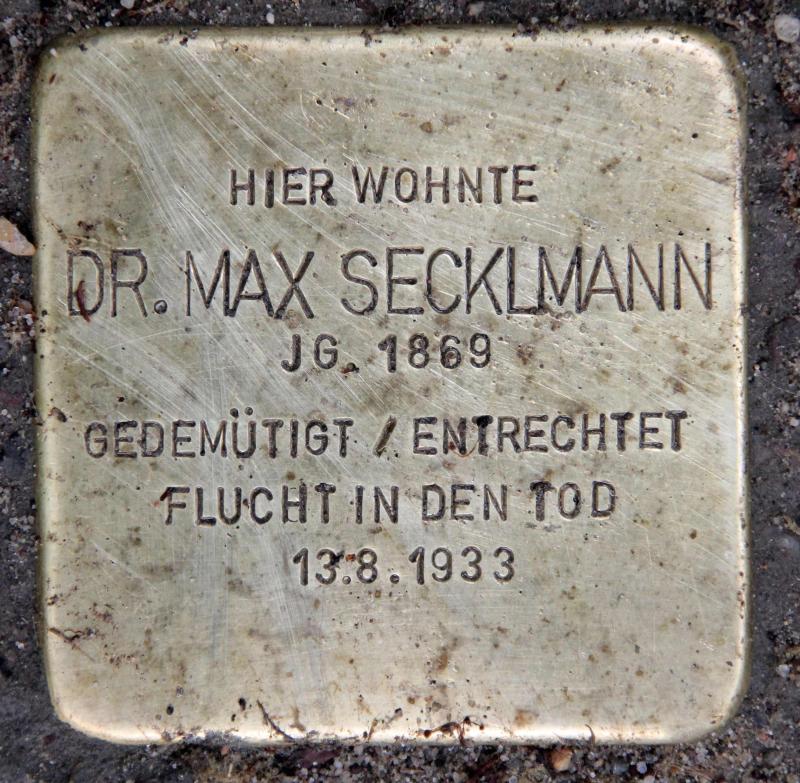 HIER WOHNTE
DR. MAX SECKLMANN
JG. 1869
GEDEMÜTIGT / ENTRECHTET
FLUCHT IN DEN TOD
13.8.1933